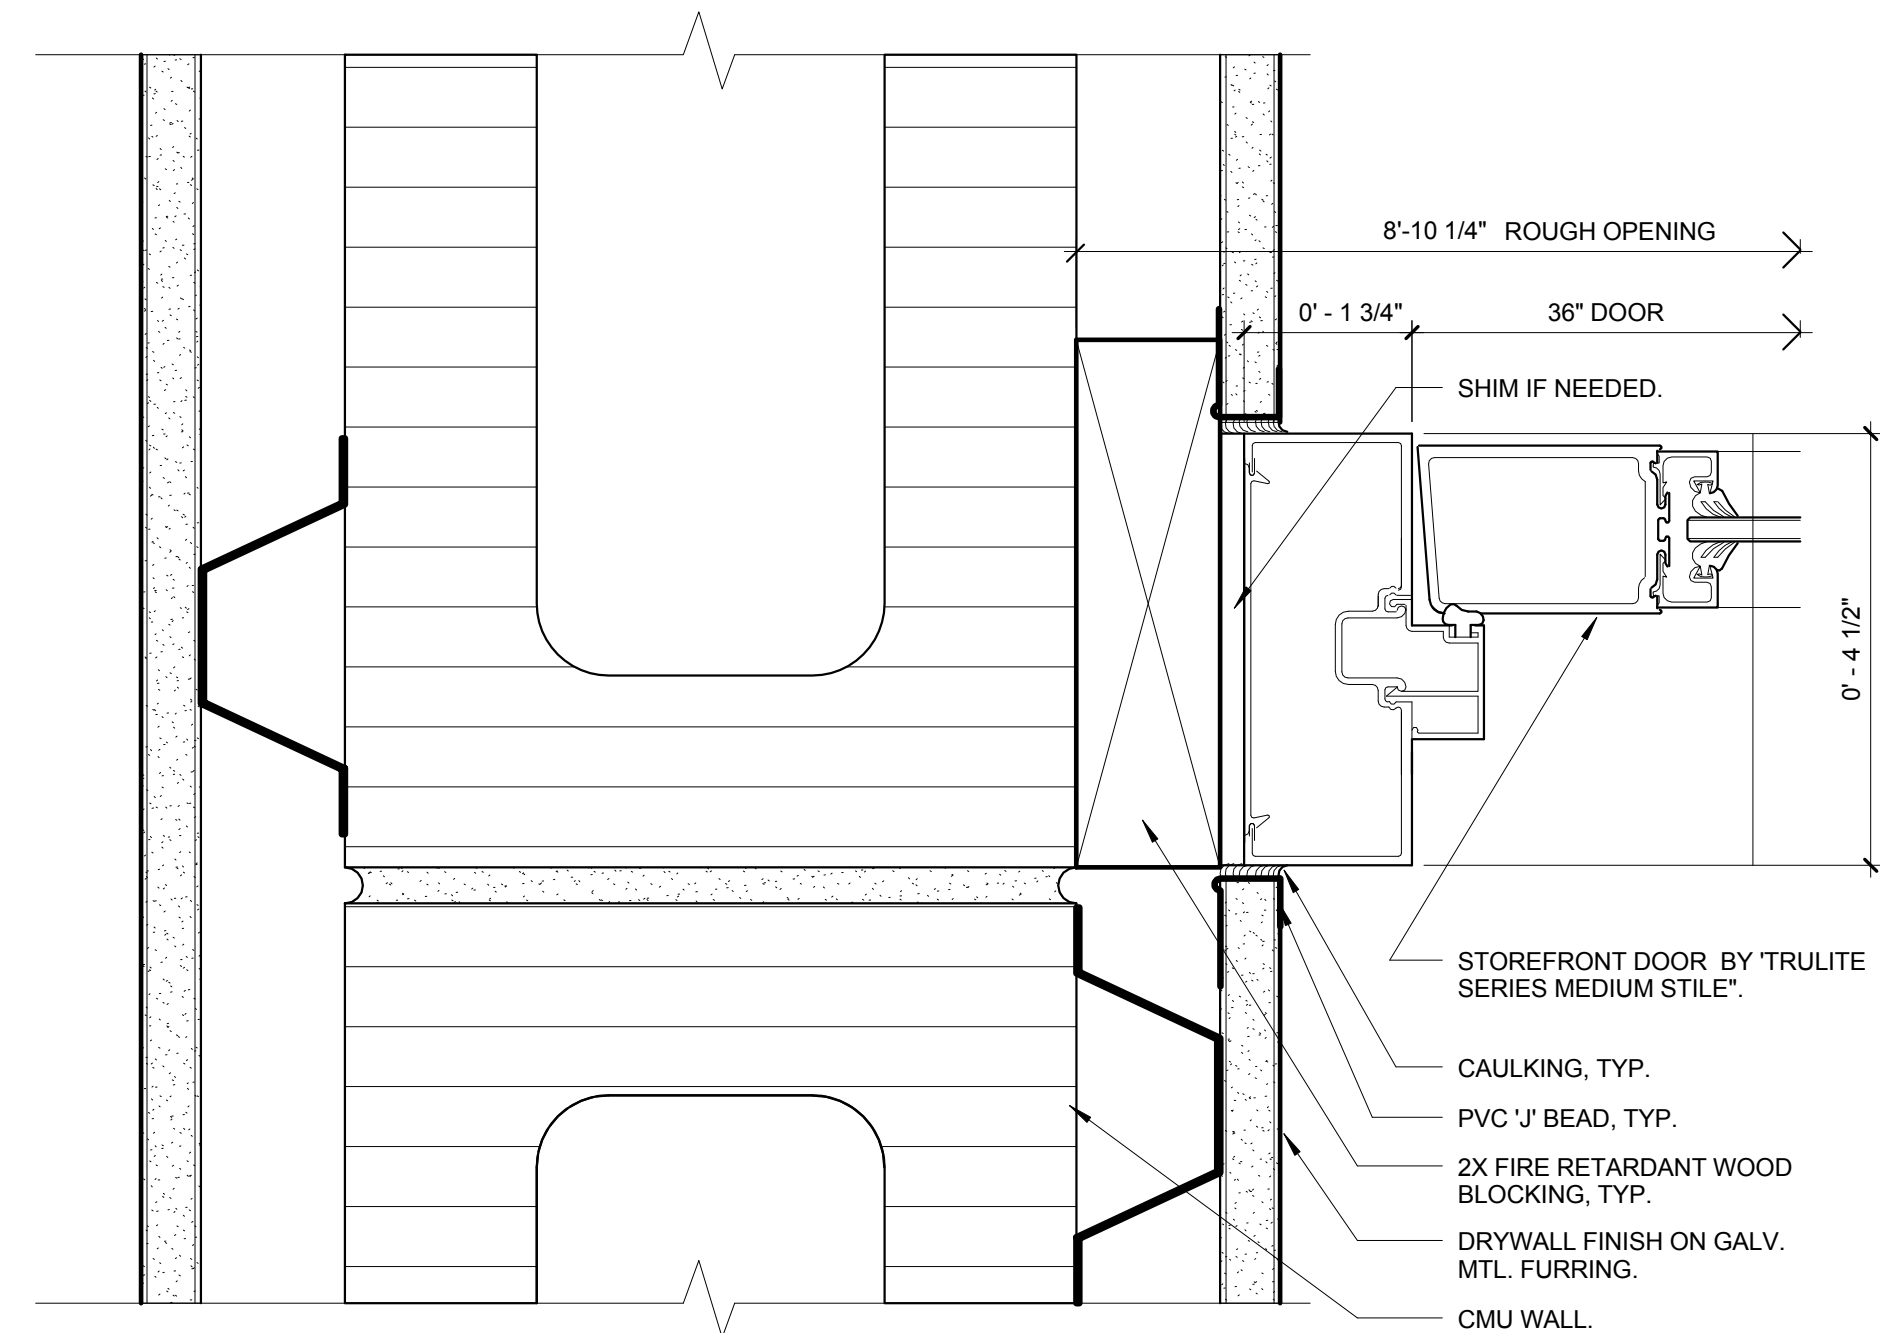 8'-10 1/4" ROUGH OPENING
0' - 1 3/4"
36" DOOR
SHIM IF NEEDED.
0' - 4 1/2"
STOREFRONT DOOR BY 'TRULITE
SERIES MEDIUM STILE".
CAULKING, TYP.
PVC 'J' BEAD, TYP.
2X FIRE RETARDANT WOOD
BLOCKING, TYP.
DRYWALL FINISH ON GALV.
MTL. FURRING.
CMU WALL.